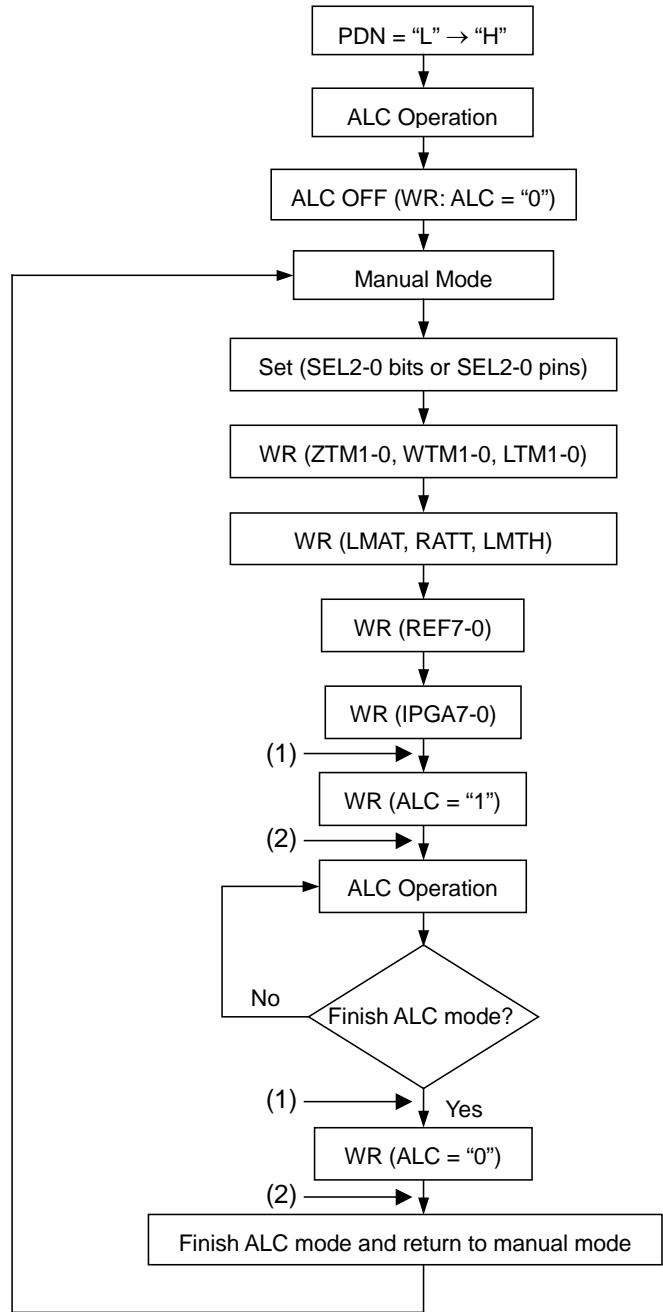 PDN = “L” → “H”
ALC Operation
ALC OFF (WR: ALC = “0”)
Manual Mode
Set (SEL2-0 bits or SEL2-0 pins)
WR (ZTM1-0, WTM1-0, LTM1-0)
WR (LMAT, RATT, LMTH)
WR (REF7-0)
WR (IPGA7-0)
(1)
WR (ALC = “1”)
(2)
ALC Operation
No
Finish ALC mode?
(1)
Yes
WR (ALC = “0”)
(2)
Finish ALC mode and return to manual mode